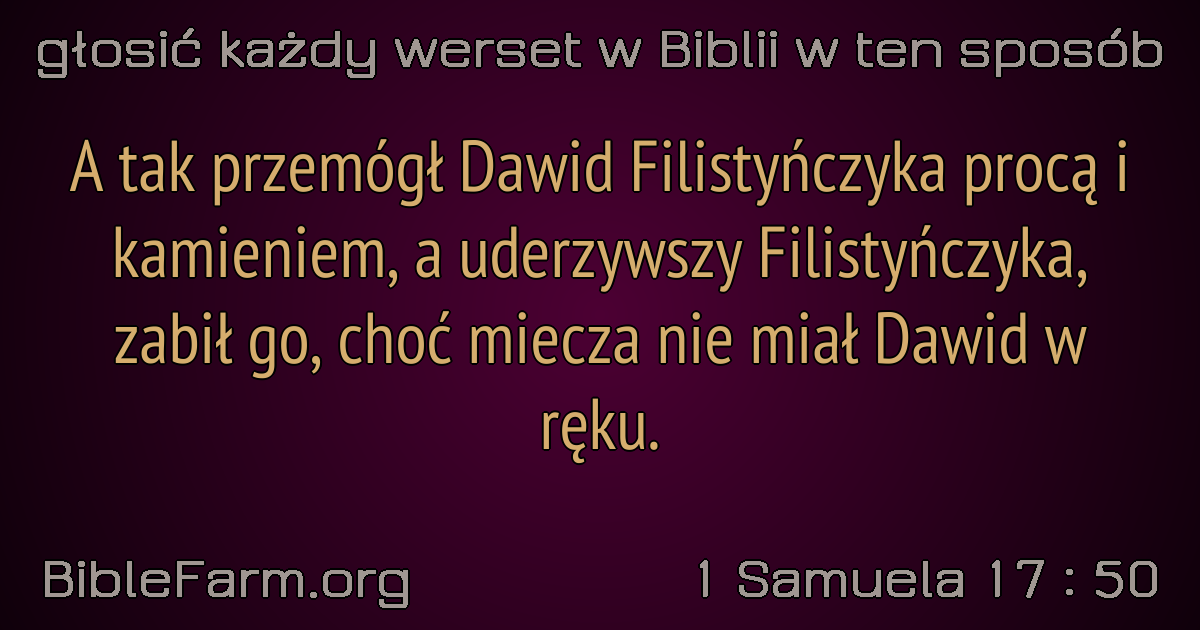 głosić każdy werset w Biblii w ten sposób
A tak przemógł Dawid Filistyńczyka procą i
kamieniem, a uderzywszy Filistyńczyka,
zabił go, choć miecza nie miał Dawid w
ręku.
BibleFarm.org
1 Samuela 17 : 50